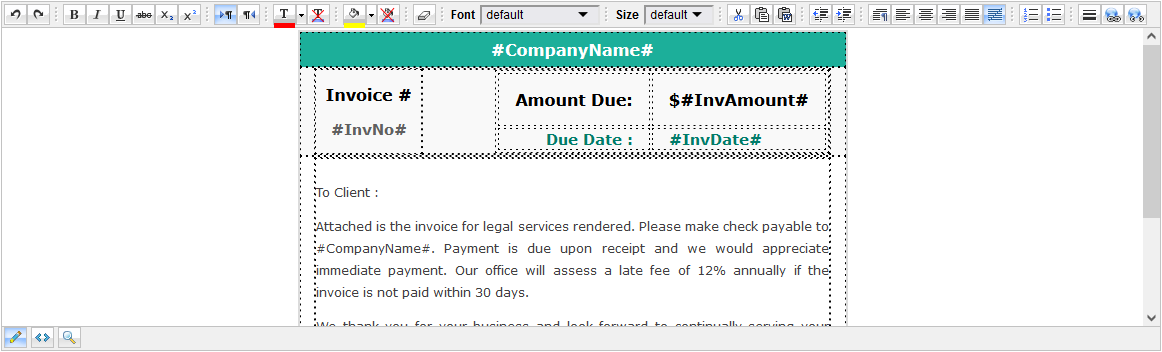 B I U abc X₂ X² T T Font default Size default
#CompanyName#
Invoice # Amount Due: $#InvAmount#
#InvNo#
Due Date : #InvDate#
To Client :
Attached is the invoice for legal services rendered. Please make check payable to
#CompanyName#. Payment is due upon receipt and we would appreciate
immediate payment. Our office will assess a late fee of 12% annually if the
invoice is not paid within 30 days.
We thank you for your business and look forward to continually serving your